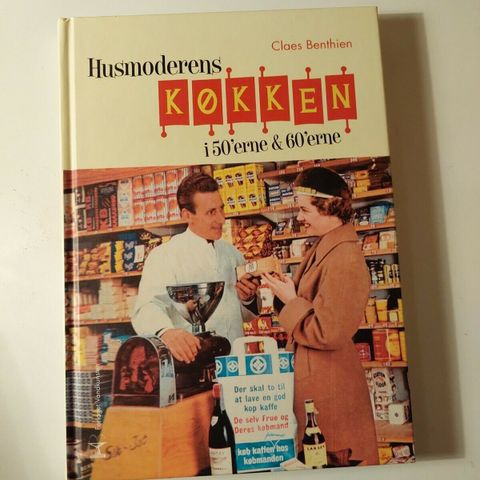 Claes Benthien
Husmoderens
KØKKEN
i 50'erne & 60'erne
Der skal to til
at lave en god
kop kaffe
De selv Frue og
Deres købmand
køb kaffen hos
købmanden